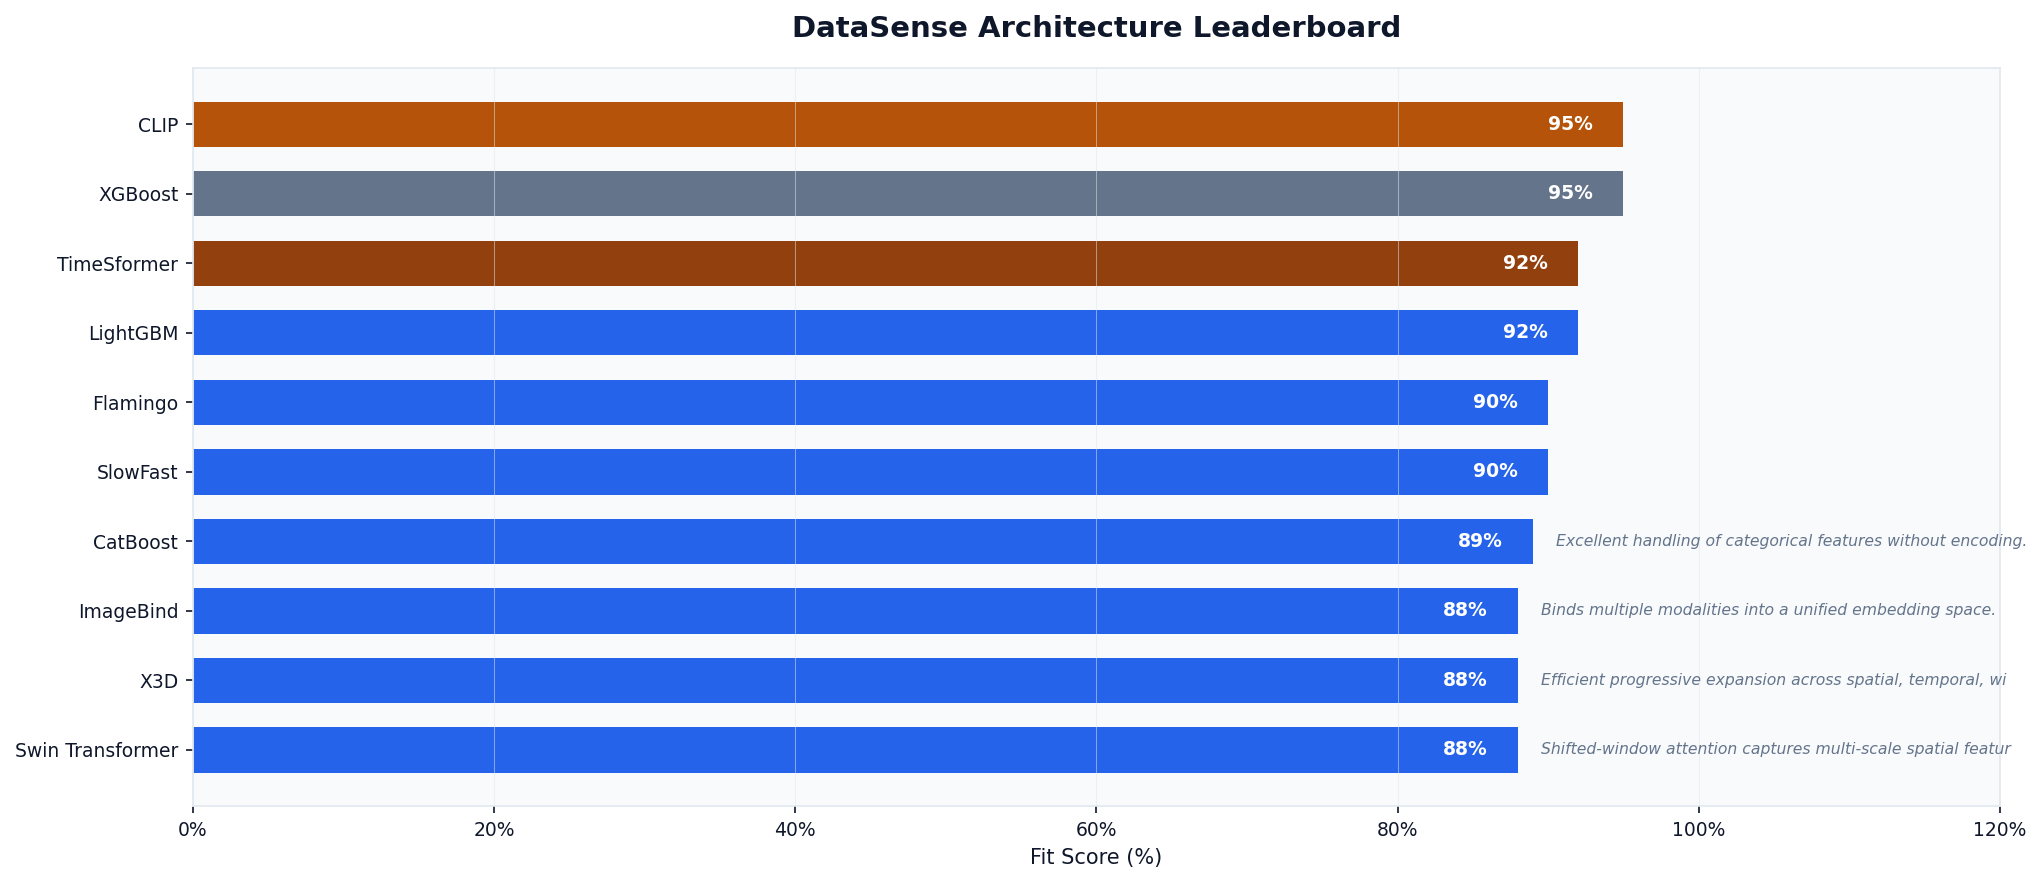 DataSense Architecture Leaderboard
CLIP 95%
XGBoost 95%
TimeSformer 92%
LightGBM 92%
Flamingo 90%
SlowFast 90%
CatBoost 89% Excellent handling of categorical features without encoding.
ImageBind 88% Binds multiple modalities into a unified embedding space.
X3D 88% Efficient progressive expansion across spatial, temporal, wi
Swin Transformer 88% Shifted-window attention captures multi-scale spatial featur
0% 20% 40% 60% 80% 100% 120%
Fit Score (%)